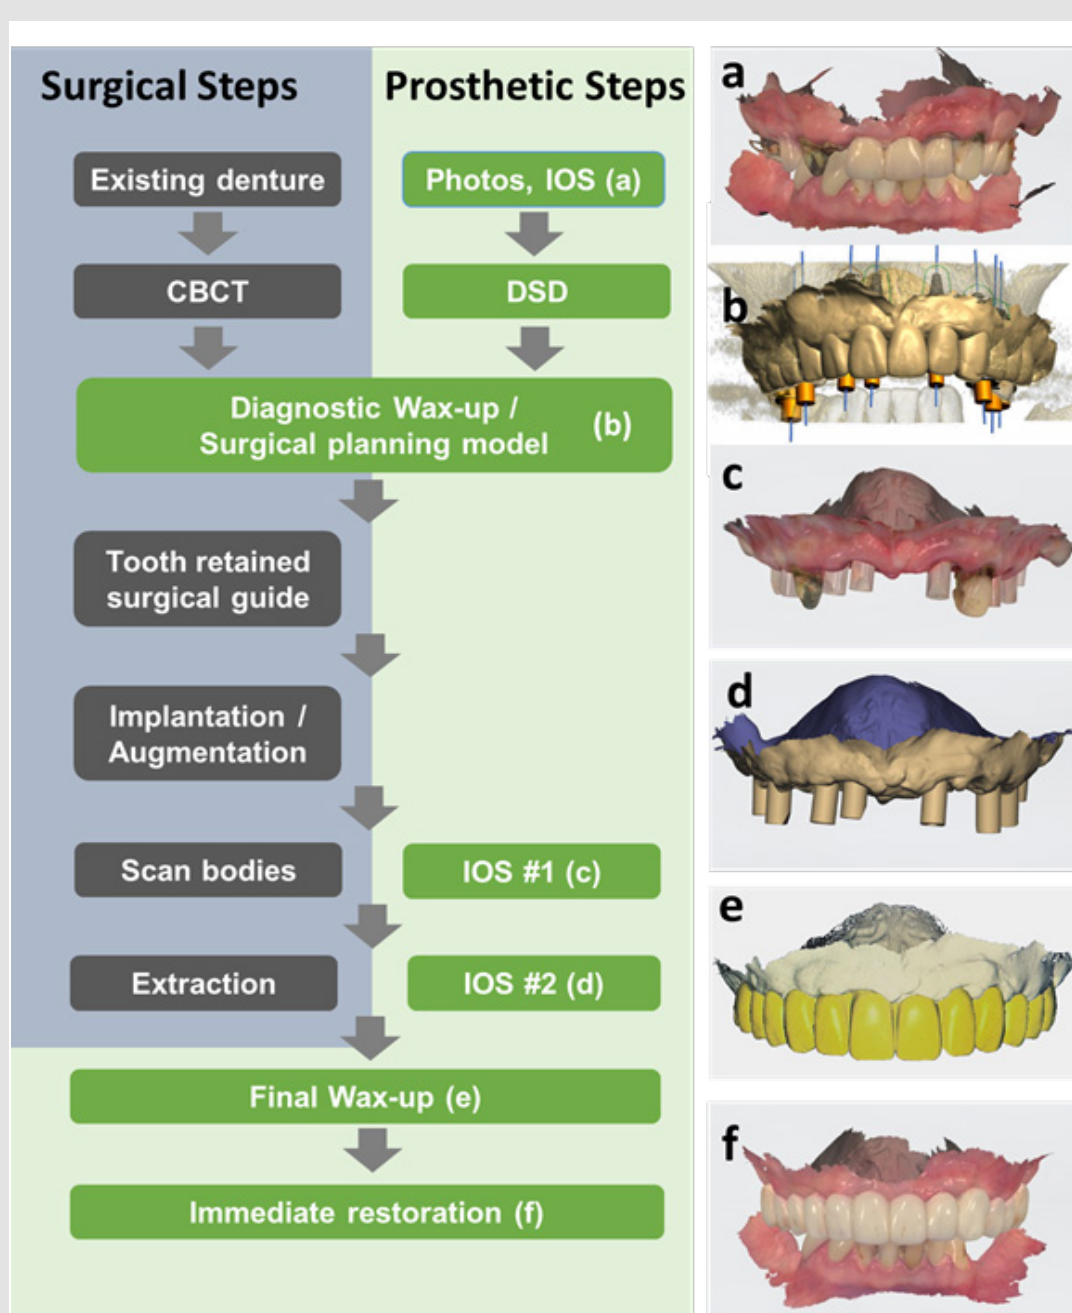 Surgical Steps
Prosthetic Steps
Existing denture
Photos, IOS (a)
CBCT
DSD
Diagnostic Wax-up /
Surgical planning model
(b)
Tooth retained
surgical guide
Implantation /
Augmentation
Scan bodies
IOS #1 (c)
Extraction
IOS #2 (d)
Final Wax-up (e)
Immediate restoration (f)
a
b
c
d
e
f